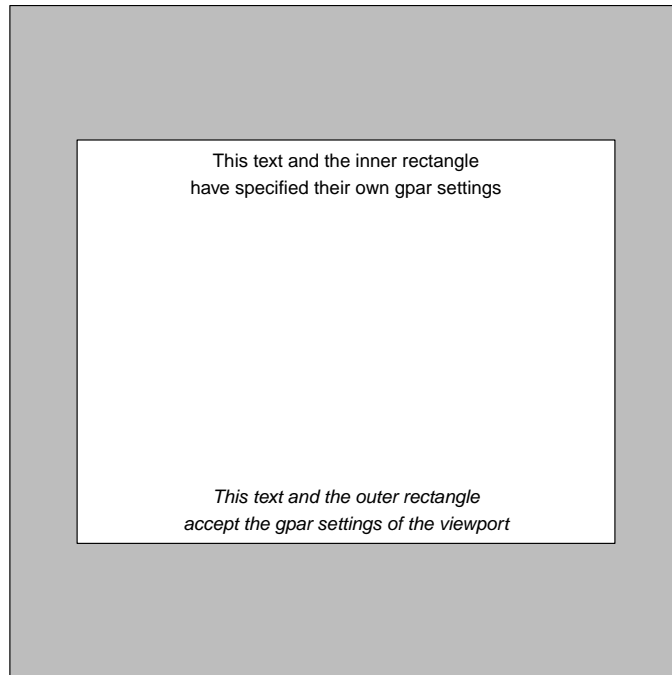 This text and the inner rectangle
have specified their own gpar settings
This text and the outer rectangle
accept the gpar settings of the viewport